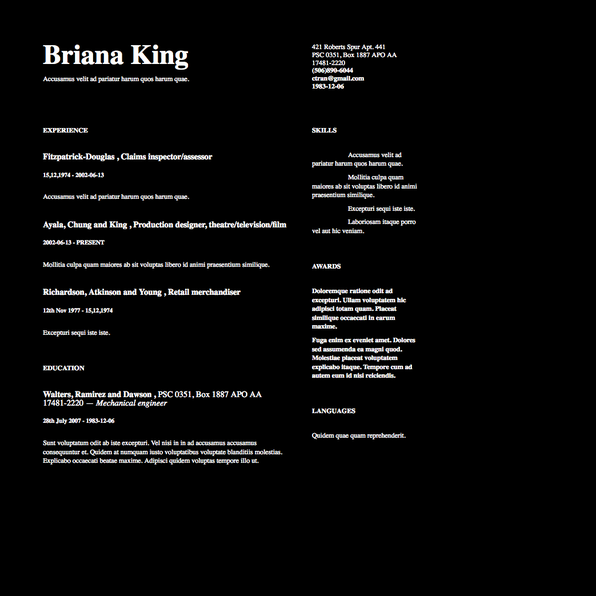 Briana King
Accusamus velit ad pariatur harum quos harum quae.
421 Roberts Spur Apt. 441
PSC 0351, Box 1887 APO AA
17481-2220
(506)890-6044
ctran@gmail.com
1983-12-06
EXPERIENCE
Fitzpatrick-Douglas , Claims inspector/assessor
15,12,1974 - 2002-06-13
Accusamus velit ad pariatur harum quos harum quae.
Ayala, Chung and King , Production designer, theatre/television/film
2002-06-13 - PRESENT
Mollitia culpa quam maiores ab sit voluptas libero id animi praesentium similique.
Richardson, Atkinson and Young , Retail merchandiser
12th Nov 1977 - 15,12,1974
Excepturi sequi iste iste.
EDUCATION
Walters, Ramirez and Dawson , PSC 0351, Box 1887 APO AA
17481-2220 — Mechanical engineer
28th July 2007 - 1983-12-06
Sunt voluptatum odit ab iste excepturi. Vel nisi in in ad accusamus accusamus
consequuntur et. Quidem at numquam iusto voluptatibus voluptate blanditiis molestias.
Explicabo occaecati beatae maxime. Adipisci quidem voluptas tempore illo ut.
SKILLS
Accusamus velit ad
pariatur harum quos harum quae.
Mollitia culpa quam
maiores ab sit voluptas libero id animi
praesentium similique.
Excepturi sequi iste iste.
Laboriosam itaque porro
vel aut hic veniam.
AWARDS
Doloremque ratione odit ad
excepturi. Ullam voluptatem hic
adipisci totam quam. Placeat
similique occaecati in earum
maxime.
Fuga enim ex eveniet amet. Dolores
sed assumenda ea magni quod.
Molestiae placeat voluptatem
explicabo itaque. Tempore cum ad
autem eum id nisi reiciendis.
LANGUAGES
Quidem quae quam reprehenderit.